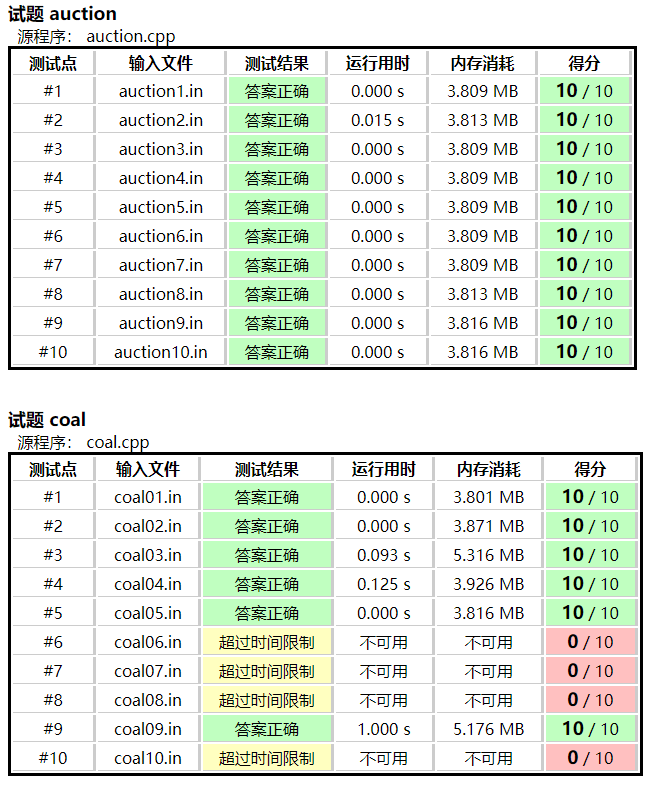 试题 auction
源程序： auction.cpp
测试点 输入文件 测试结果 运行用时 内存消耗 得分
#1 auction1.in 答案正确 0.000 s 3.809 MB 10 / 10
#2 auction2.in 答案正确 0.015 s 3.813 MB 10 / 10
#3 auction3.in 答案正确 0.000 s 3.809 MB 10 / 10
#4 auction4.in 答案正确 0.000 s 3.809 MB 10 / 10
#5 auction5.in 答案正确 0.000 s 3.809 MB 10 / 10
#6 auction6.in 答案正确 0.000 s 3.809 MB 10 / 10
#7 auction7.in 答案正确 0.000 s 3.809 MB 10 / 10
#8 auction8.in 答案正确 0.000 s 3.813 MB 10 / 10
#9 auction9.in 答案正确 0.000 s 3.816 MB 10 / 10
#10 auction10.in 答案正确 0.000 s 3.816 MB 10 / 10
试题 coal
源程序： coal.cpp
测试点 输入文件 测试结果 运行用时 内存消耗 得分
#1 coal01.in 答案正确 0.000 s 3.801 MB 10 / 10
#2 coal02.in 答案正确 0.000 s 3.871 MB 10 / 10
#3 coal03.in 答案正确 0.093 s 5.316 MB 10 / 10
#4 coal04.in 答案正确 0.125 s 3.926 MB 10 / 10
#5 coal05.in 答案正确 0.000 s 3.816 MB 10 / 10
#6 coal06.in 超过时间限制 不可用 不可用 0 / 10
#7 coal07.in 超过时间限制 不可用 不可用 0 / 10
#8 coal08.in 超过时间限制 不可用 不可用 0 / 10
#9 coal09.in 答案正确 1.000 s 5.176 MB 10 / 10
#10 coal10.in 超过时间限制 不可用 不可用 0 / 10